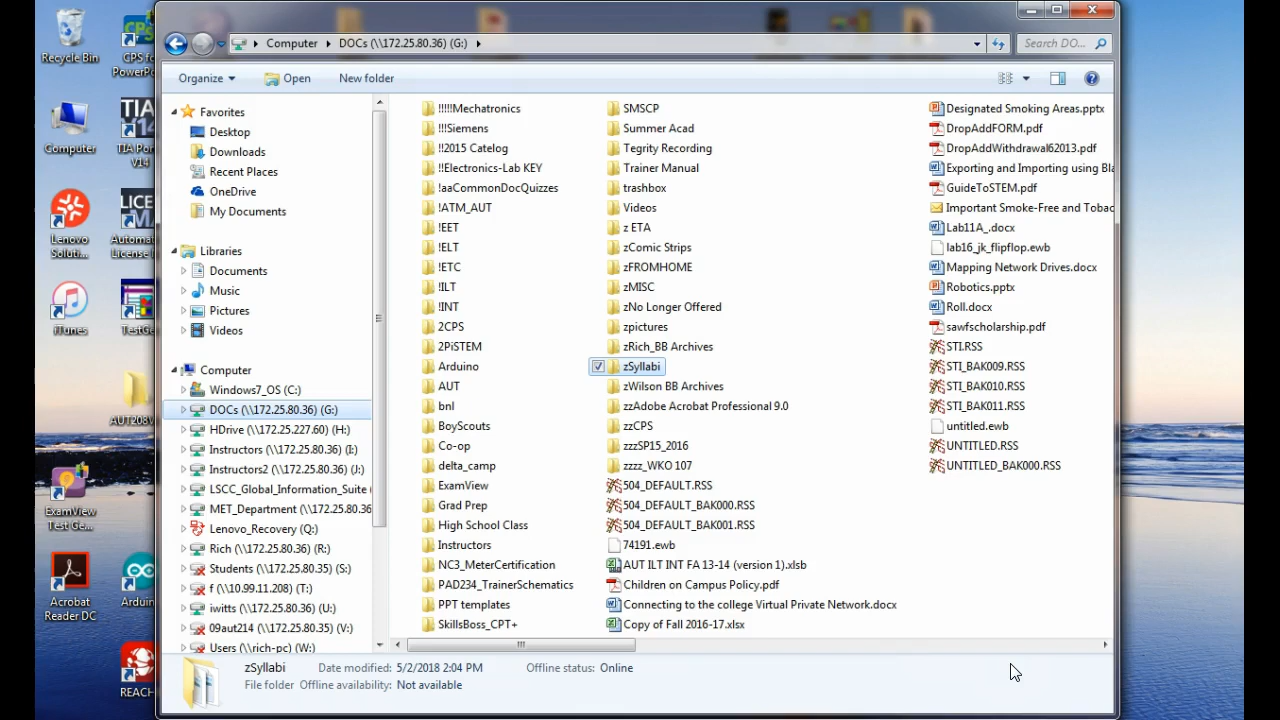 Recycle Bin
CPS for
PowerPo
Computer
TIA Por
V14
Lenovo
Soluti...
Automa
License
iTunes
TestGe
AUT208W
ExamView
Test Ge...
Acrobat
Reader DC
Arduin
REACH
Computer
DOCs (\\172.25.80.36) (G:)
Search DO...
Organize
Open
New folder
Favorites
Desktop
Downloads
Recent Places
OneDrive
My Documents
Libraries
Documents
Music
Pictures
Videos
Computer
Windows7_OS (C:)
DOCs (\\172.25.80.36) (G:)
HDrive (\\172.25.227.60) (H:)
Instructors (\\172.25.80.36) (I:)
Instructors2 (\\172.25.80.36) (J:)
LSCC_Global_Information_Suite
MET_Department (\\172.25.80.36
Lenovo_Recovery (Q:)
Rich (\\172.25.80.36) (R:)
Students (\\172.25.80.35) (S:)
f (\\10.99.11.208) (T:)
iwitts (\\172.25.80.36) (U:)
09aut214 (\\172.25.80.35) (V:)
Users (\\rich-pc) (W:)
!!!!!Mechatronics
!!!Siemens
!!2015 Catelog
!!Electronics-Lab KEY
!aaCommonDocQuizzes
!ATM_AUT
!EET
!ELT
!ETC
!ILT
!INT
2CPS
2PiSTEM
Arduino
AUT
bnl
BoyScouts
Co-op
delta_camp
ExamView
Grad Prep
High School Class
Instructors
NC3_MeterCertification
PAD234_TrainerSchematics
PPT templates
SkillsBoss_CPT+
SMSCP
Summer Acad
Tegrity Recording
Trainer Manual
trashbox
Videos
z ETA
zComic Strips
zFROMHOME
zMISC
zNo Longer Offered
zpictures
zRich_BB Archives
zSyllabi
zWilson BB Archives
zzAdobe Acrobat Professional 9.0
zzCPS
zzzSP15_2016
zzzz_WKO 107
504_DEFAULT.RSS
504_DEFAULT_BAK000.RSS
504_DEFAULT_BAK001.RSS
74191.ewb
AUT ILT INT FA 13-14 (version 1).xlsb
Children on Campus Policy.pdf
Connecting to the college Virtual Private Network.docx
Copy of Fall 2016-17.xlsx
Designated Smoking Areas.pptx
DropAddFORM.pdf
DropAddWithdrawal62013.pdf
Exporting and Importing using Bla
GuideToSTEM.pdf
Important Smoke-Free and Tobac
Lab11A_.docx
lab16_jk_flipflop.ewb
Mapping Network Drives.docx
Robotics.pptx
Roll.docx
sawfscholarship.pdf
STI.RSS
STI_BAK009.RSS
STI_BAK010.RSS
STI_BAK011.RSS
untitled.ewb
UNTITLED.RSS
UNTITLED_BAK000.RSS
zSyllabi Date modified: 5/2/2018 2:04 PM Offline status: Online
File folder Offline availability: Not available